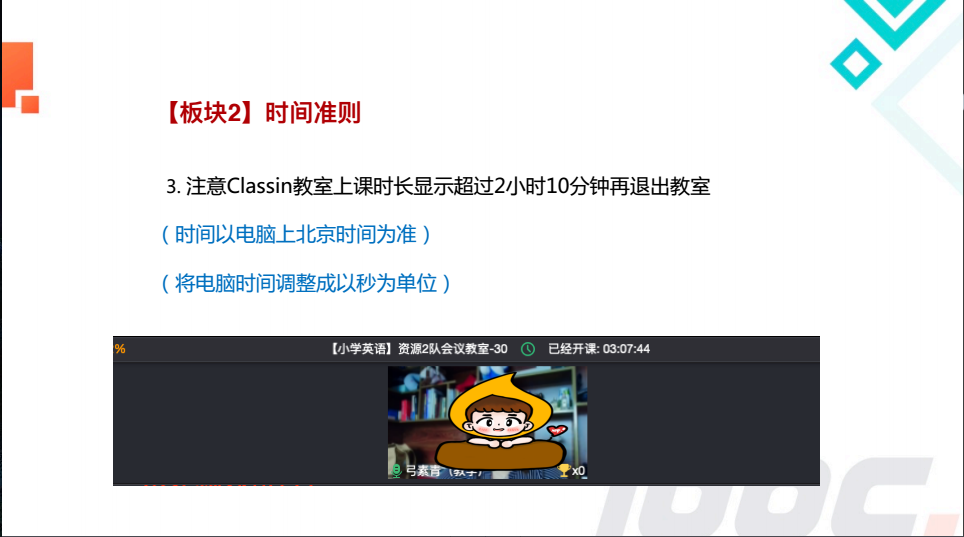 【板块2】时间准则
3. 注意Classin教室上课时长显示超过2小时10分钟再退出教室
（时间以电脑上北京时间为准）
（将电脑时间调整成以秒为单位）
% 【小学英语】资源2队会议教室-30 已经开课: 03:07:44
弓素青（教学） x0